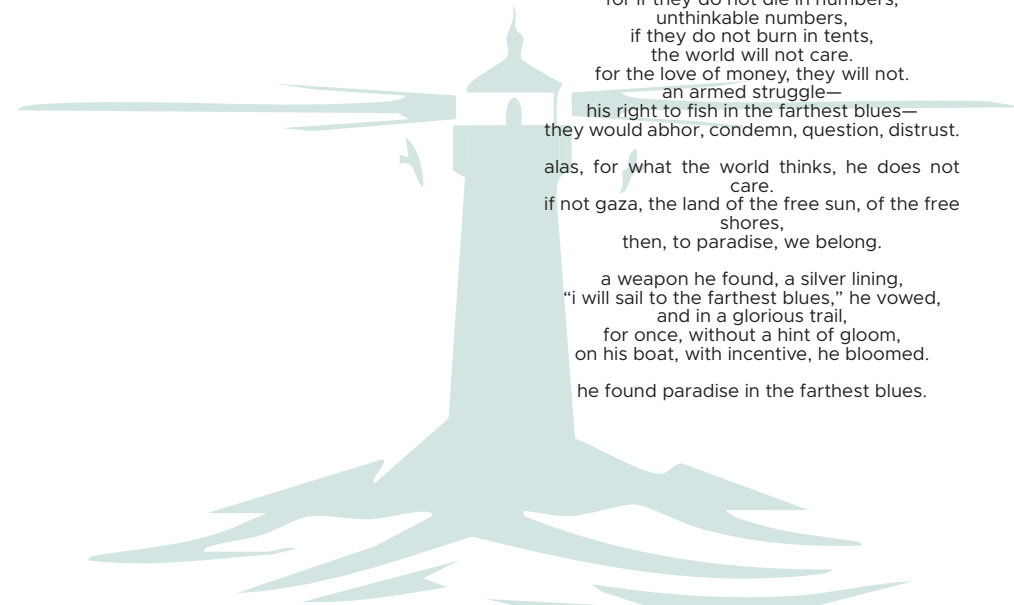 for if they do not die in numbers,
unthinkable numbers,
if they do not burn in tents,
the world will not care.
for the love of money, they will not.
an armed struggle—
his right to fish in the farthest blues—
they would abhor, condemn, question, distrust.
alas, for what the world thinks, he does not
care.
if not gaza, the land of the free sun, of the free
shores,
then, to paradise, we belong.
a weapon he found, a silver lining,
“i will sail to the farthest blues,” he vowed,
and in a glorious trail,
for once, without a hint of gloom,
on his boat, with incentive, he bloomed.
he found paradise in the farthest blues.